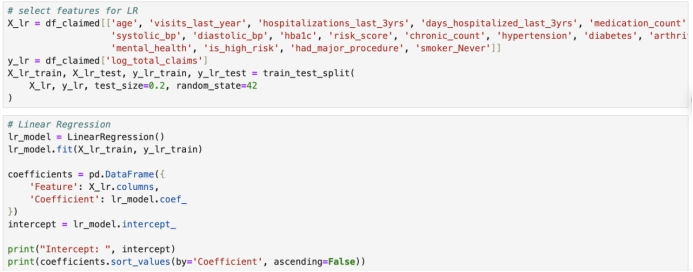 # select features for LR
X_lr = df_claimed[['age', 'visits_last_year', 'hospitalizations_last_3yrs', 'days_hospitalized_last_3yrs', 'medication_count'
'systolic_bp', 'diastolic_bp', 'hba1c', 'risk_score', 'chronic_count', 'hypertension', 'diabetes', 'arthri
'mental_health', 'is_high_risk', 'had_major_procedure', 'smoker_Never']]
y_lr = df_claimed['log_total_claims']
X_lr_train, X_lr_test, y_lr_train, y_lr_test = train_test_split(
X_lr, y_lr, test_size=0.2, random_state=42
)
# Linear Regression
lr_model = LinearRegression()
lr_model.fit(X_lr_train, y_lr_train)
coefficients = pd.DataFrame({
'Feature': X_lr.columns,
'Coefficient': lr_model.coef_
})
intercept = lr_model.intercept_
print("Intercept: ", intercept)
print(coefficients.sort_values(by='Coefficient', ascending=False))